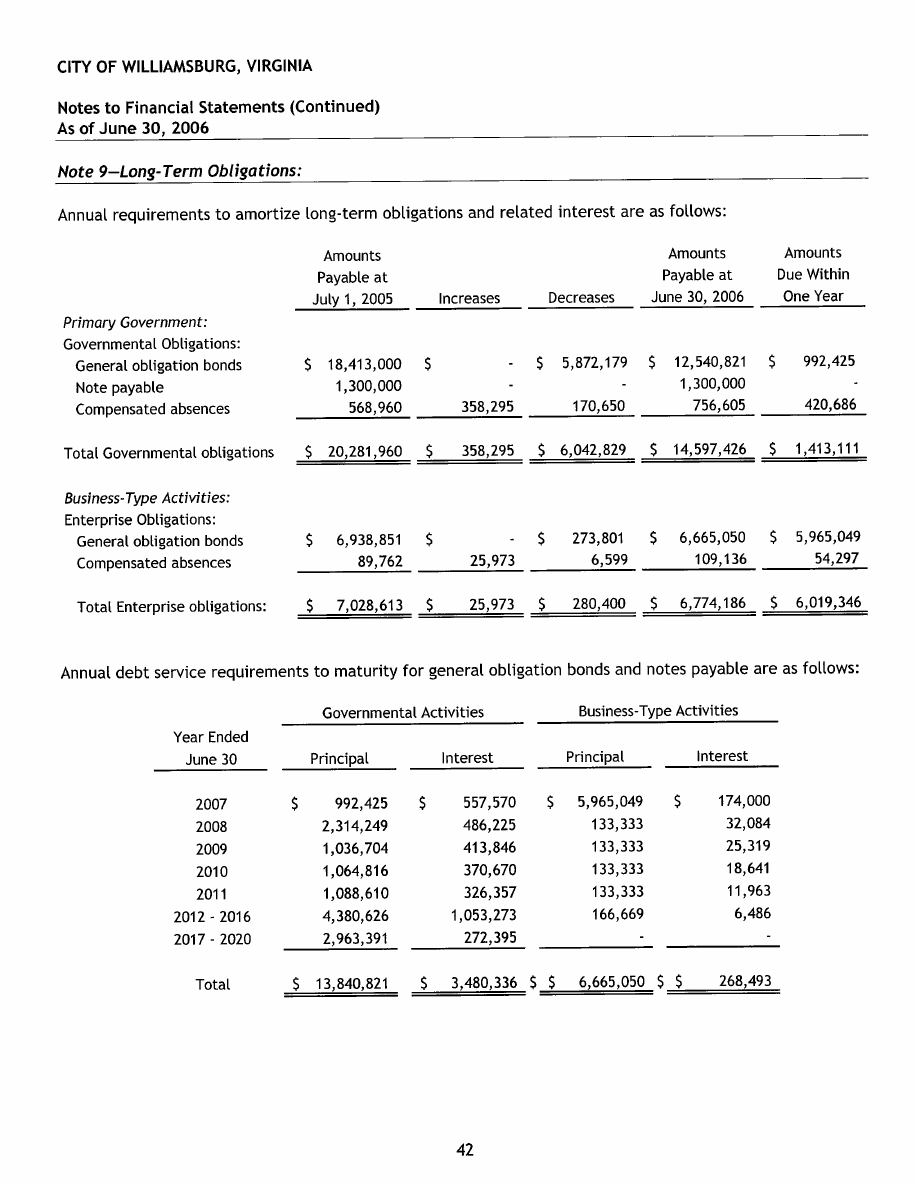 CITY OF WILLIAMSBURG, VIRGINIA
Notes to Financial Statements (Continued)
As of June 30, 2006
Note 9—Long-Term Obligations:
Annual requirements to amortize long-term obligations and related interest are as follows:
Amounts Amounts Amounts
Payable at Payable at Due Within
July 1, 2005 Increases Decreases June 30, 2006 One Year
Primary Government:
Governmental Obligations:
General obligation bonds $ 18,413,000 $ - $ 5,872,179 $ 12,540,821 $ 992,425
Note payable 1,300,000 - - 1,300,000 -
Compensated absences 568,960 358,295 170,650 756,605 420,686
Total Governmental obligations $ 20,281,960 $ 358,295 $ 6,042,829 $ 14,597,426 $ 1,413,111
Business-Type Activities:
Enterprise Obligations:
General obligation bonds $ 6,938,851 $ - $ 273,801 $ 6,665,050 $ 5,965,049
Compensated absences 89,762 25,973 6,599 109,136 54,297
Total Enterprise obligations: $ 7,028,613 $ 25,973 $ 280,400 $ 6,774,186 $ 6,019,346
Annual debt service requirements to maturity for general obligation bonds and notes payable are as follows:
Governmental Activities Business-Type Activities
Year Ended
June 30 Principal Interest Principal Interest
2007 $ 992,425 $ 557,570 $ 5,965,049 $ 174,000
2008 2,314,249 486,225 133,333 32,084
2009 1,036,704 413,846 133,333 25,319
2010 1,064,816 370,670 133,333 18,641
2011 1,088,610 326,357 133,333 11,963
2012 - 2016 4,380,626 1,053,273 166,669 6,486
2017 - 2020 2,963,391 272,395 - -
Total $ 13,840,821 $ 3,480,336 $ $ 6,665,050 $ $ 268,493
42